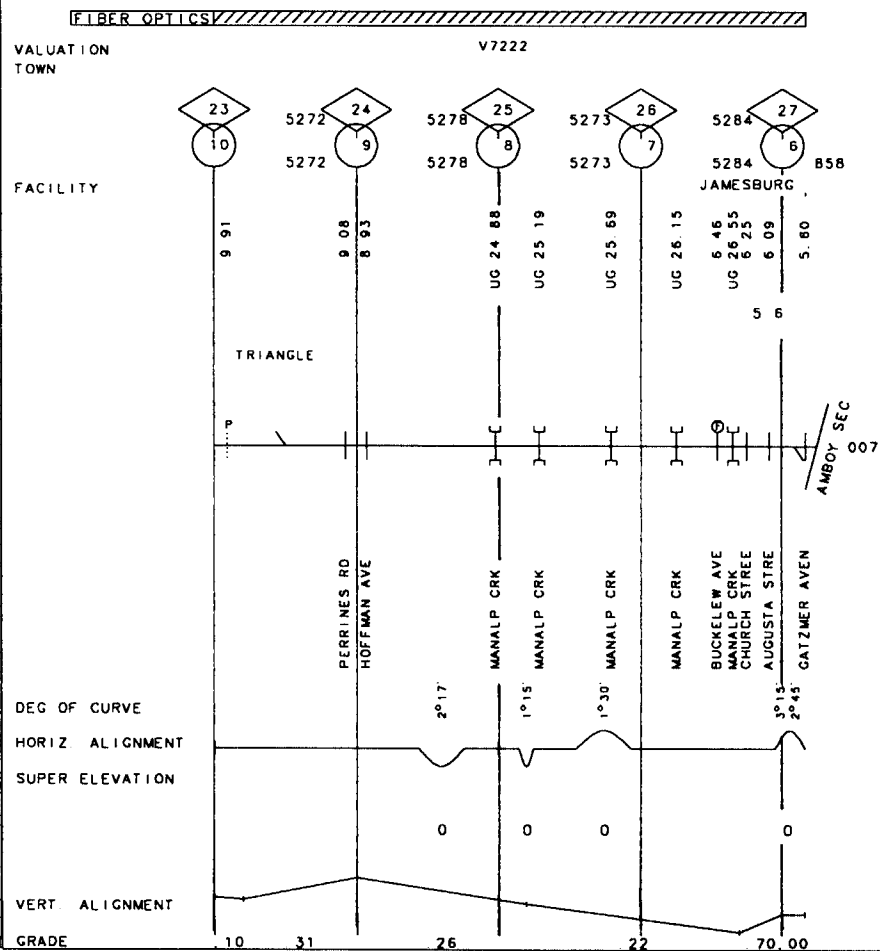 FIBER OPTICS
VALUATION V7222
TOWN
23 24 25 26 27
5272 5278 5273 5284
10 9 8 7 6
5272 5278 5273 5284 858
FACILITY JAMESBURG
9 91
9 08
8 93
UG 24 88
UG 25 19
UG 25.69
UG 26.15
6 46
UG 26 55
6 25
6 09
5.60
5 6
TRIANGLE
P
AMBOY SEC
007
PERRINES RD
HOFFMAN AVE
MANALP CRK
MANALP CRK
MANALP CRK
MANALP CRK
BUCKELEW AVE
MANALP CRK
CHURCH STREE
AUGUSTA STRE
GATZMER AVEN
DEG OF CURVE 2°17' 1°15' 1°30' 3°15' 2°45'
HORIZ. ALIGNMENT
SUPER ELEVATION
0 0 0 0
VERT. ALIGNMENT
GRADE .10 31 26 22 70.00